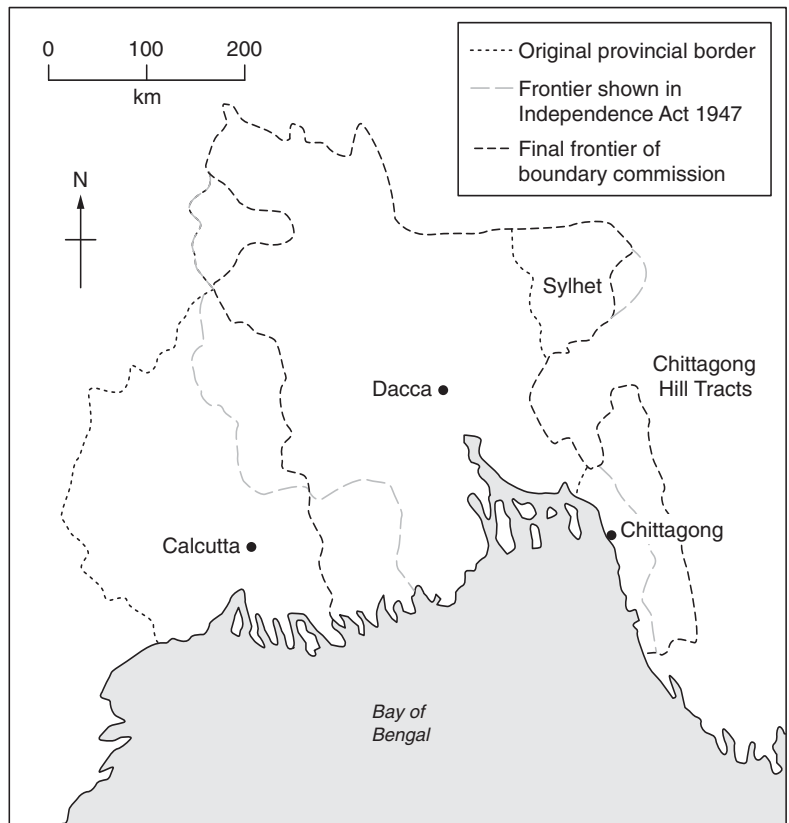 0 100 200
km
Original provincial border
Frontier shown in
Independence Act 1947
Final frontier of
boundary commission
N
Sylhet
Chittagong
Hill Tracts
Dacca
Calcutta
Chittagong
Bay of
Bengal